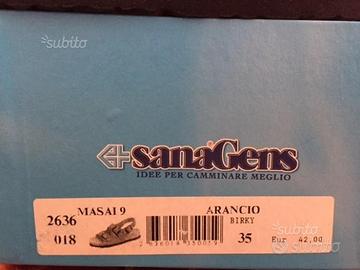 subito
sanaGens
IDEE PER CAMMINARE MEGLIO
MASAI 9
ARANCIO
2636
BIRKY
018
35
Eur 42,00
subito